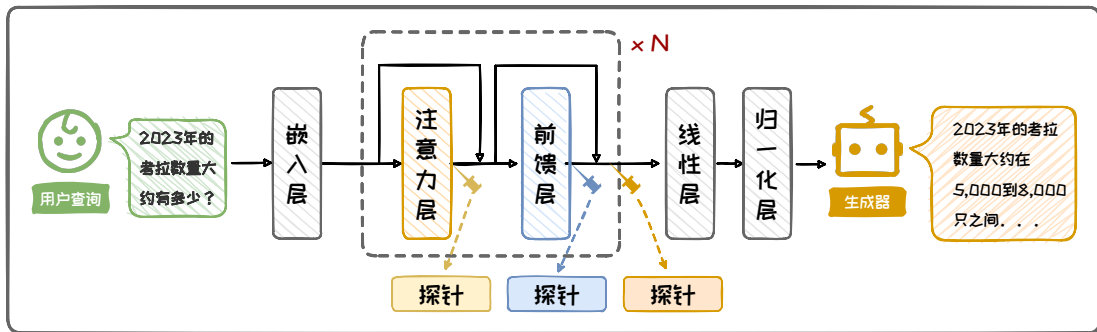 × N
2023年的
考拉数量大
约有多少？
用户查询
嵌入层
注意力层
前馈层
线性层
归一化层
2023年的考拉
数量大约在
5,000到8,000
只之间...
生成器
探针
探针
探针